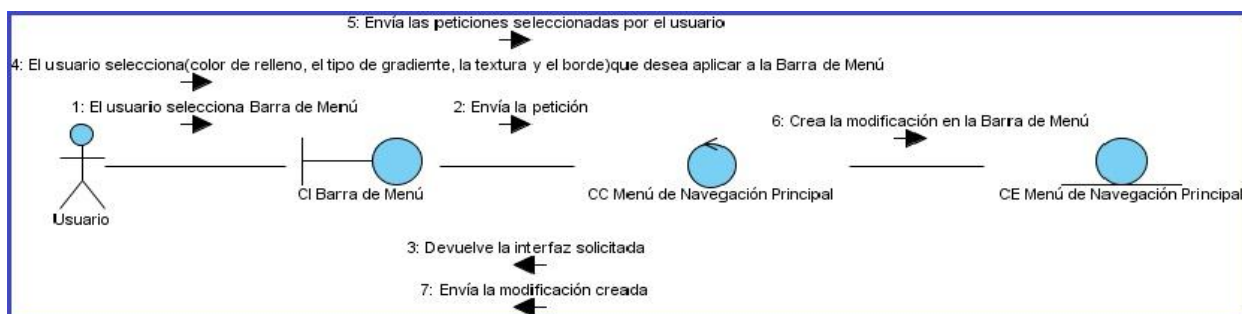 5: Envía las peticiones seleccionadas por el usuario
4: El usuario selecciona(color de relleno, el tipo de gradiente, la textura y el borde)que desea aplicar a la Barra de Menú
1: El usuario selecciona Barra de Menú
2: Envía la petición
6: Crea la modificación en la Barra de Menú
CI Barra de Menú
CC Menú de Navegación Principal
CE Menú de Navegación Principal
Usuario
3: Devuelve la interfaz solicitada
7: Envía la modificación creada